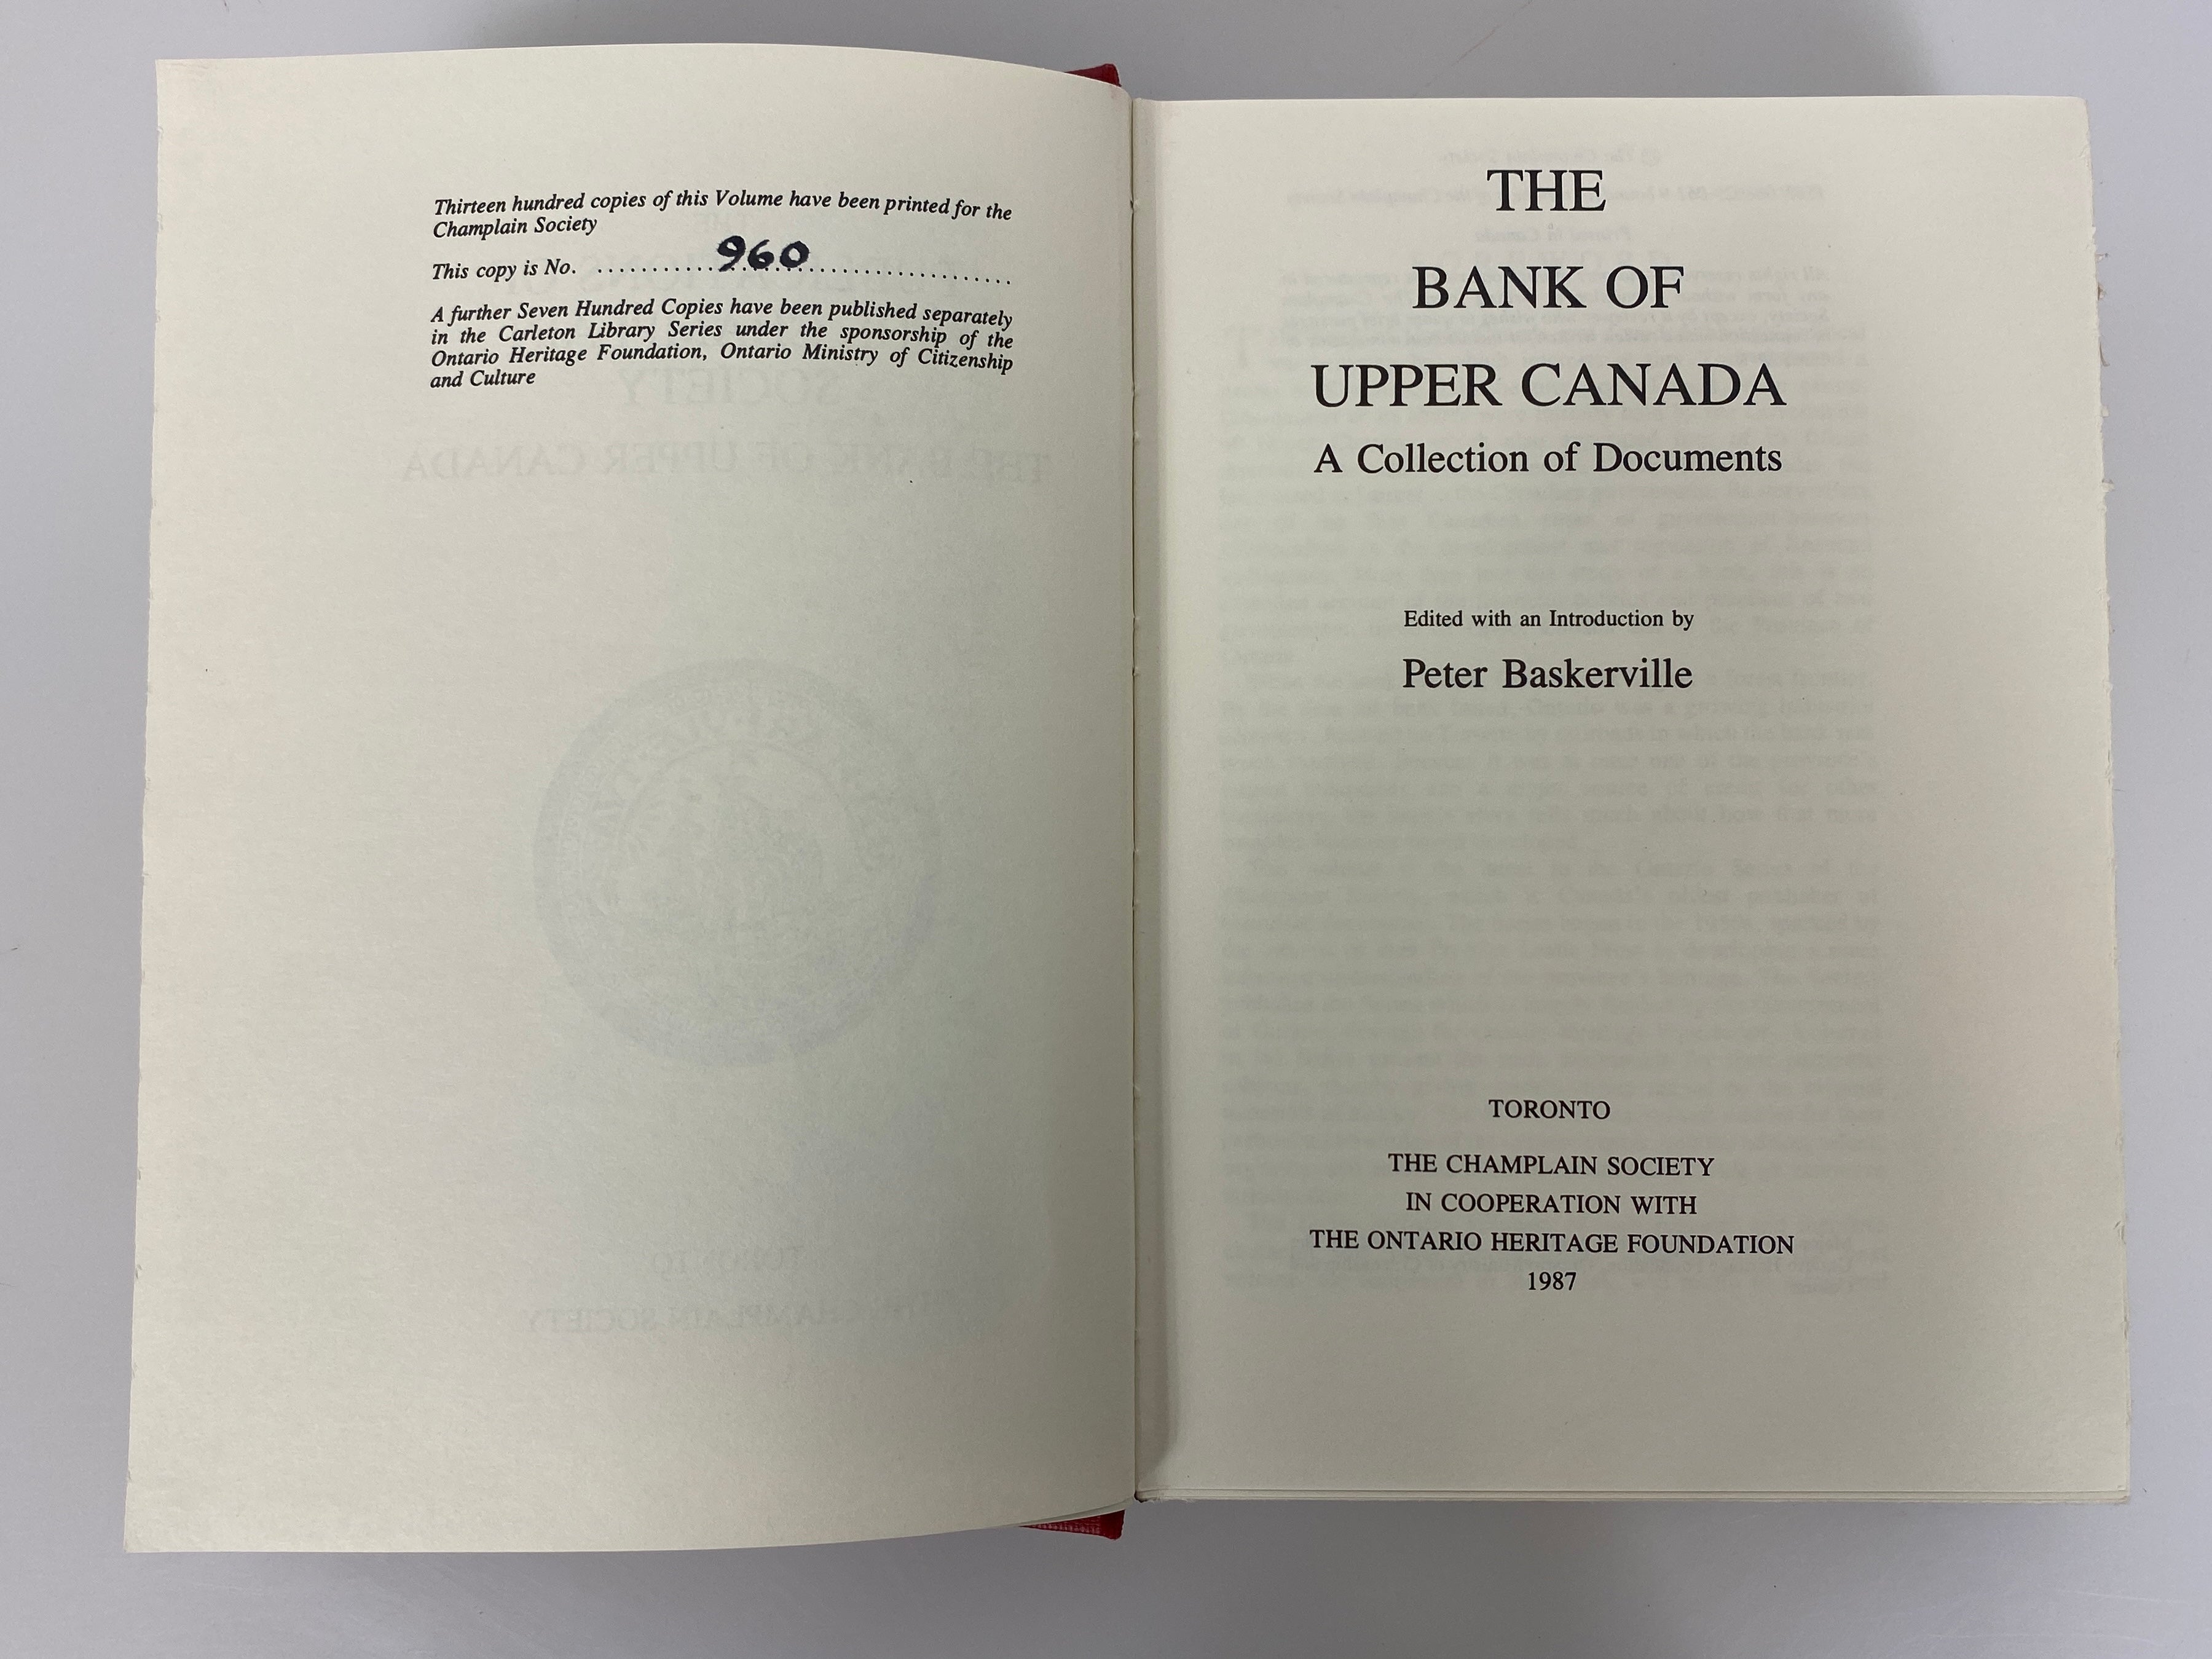 Thirteen hundred copies of this Volume have been printed for the
Champlain Society
This copy is No. ........960........
A further Seven Hundred Copies have been published separately
in the Carleton Library Series under the sponsorship of the
Ontario Heritage Foundation, Ontario Ministry of Citizenship
and Culture
THE
BANK OF
UPPER CANADA
A Collection of Documents
Edited with an Introduction by
Peter Baskerville
TORONTO
THE CHAMPLAIN SOCIETY
IN COOPERATION WITH
THE ONTARIO HERITAGE FOUNDATION
1987